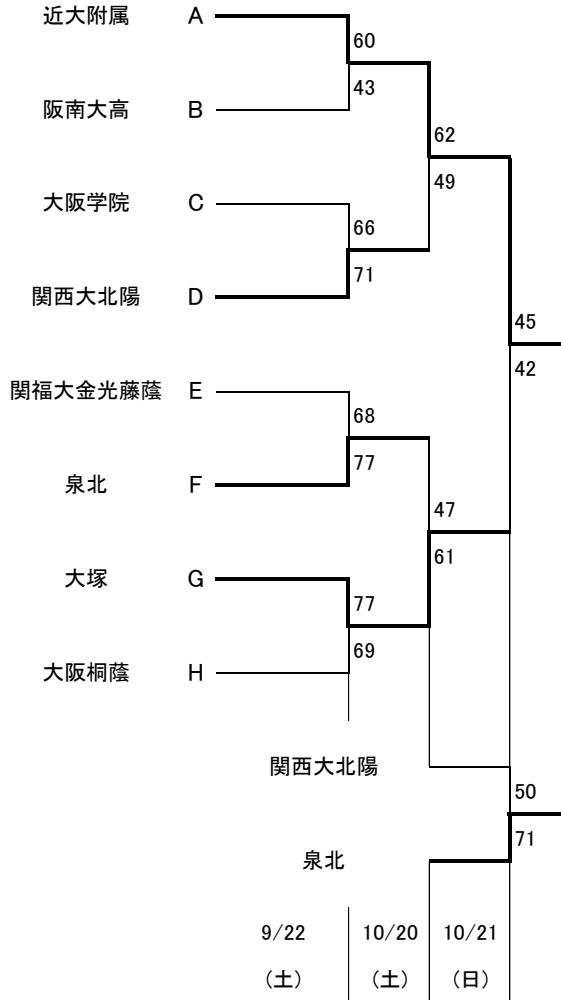 近大附属 A
60
43
阪南大高 B
62
49
大阪学院 C
66
71
関西大北陽 D
45
42
関福大金光藤蔭 E
68
77
泉北 F
47
61
大塚 G
77
69
大阪桐蔭 H
関西大北陽
50
71
泉北
9/22 10/20 10/21
（土） （土） （日）